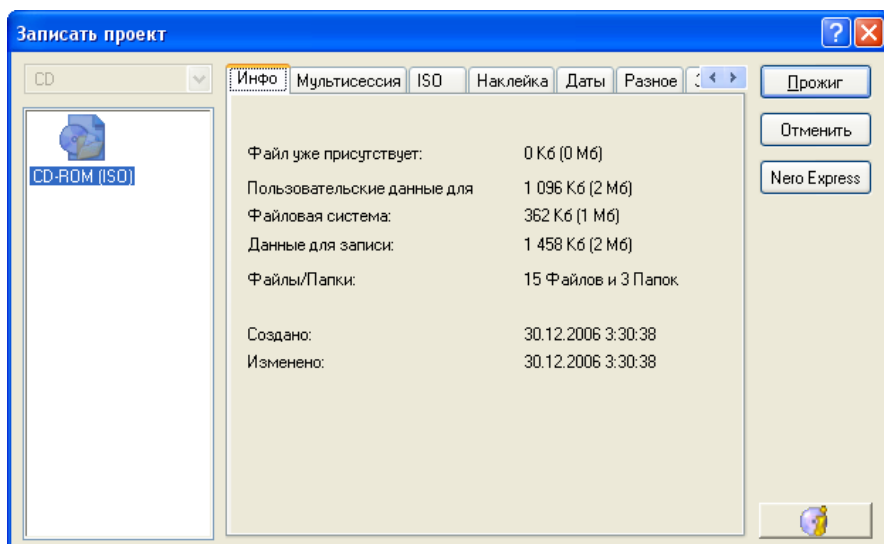 Записать проект
CD
CD-ROM (ISO)
Инфо Мультисессия ISO Наклейка Даты Разное
Файл уже присутствует: 0 Кб (0 Мб)
Пользовательские данные для 1 096 Кб (2 Мб)
Файловая система: 362 Кб (1 Мб)
Данные для записи: 1 458 Кб (2 Мб)
Файлы/Папки: 15 Файлов и 3 Папок
Создано: 30.12.2006 3:30:38
Изменено: 30.12.2006 3:30:38
Прожиг
Отменить
Nero Express